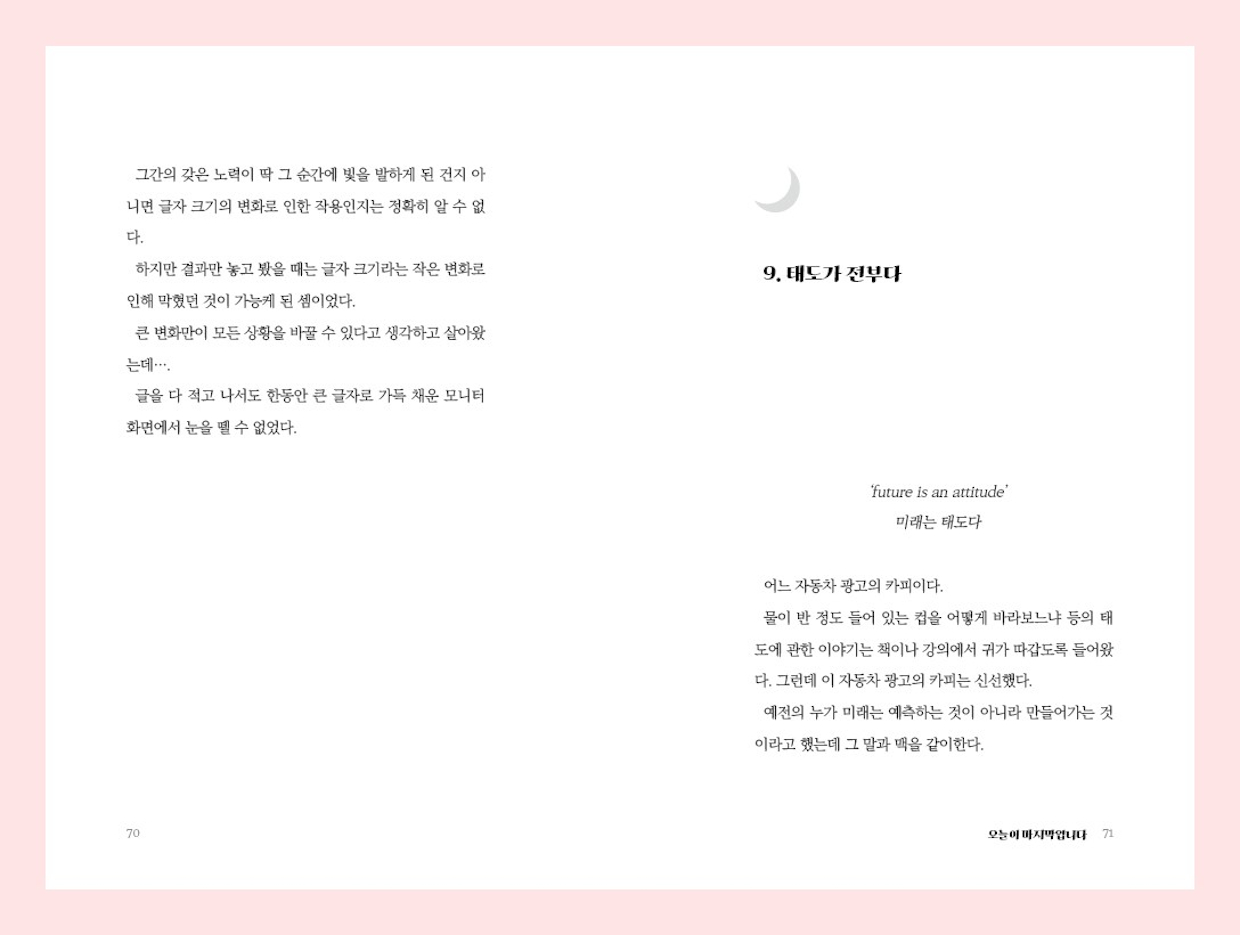 그간의 갖은 노력이 딱 그 순간에 빛을 발하게 된 건지 아
니면 글자 크기의 변화로 인한 작용인지는 정확히 알 수 없
다.
하지만 결과만 놓고 봤을 때는 글자 크기라는 작은 변화로
인해 막혔던 것이 가능케 된 셈이었다.
큰 변화만이 모든 상황을 바꿀 수 있다고 생각하고 살아왔
는데….
글을 다 적고 나서도 한동안 큰 글자로 가득 채운 모니터
화면에서 눈을 뗄 수 없었다.
70
9. 태도가 전부다
‘future is an attitude’
미래는 태도다
어느 자동차 광고의 카피이다.
물이 반 정도 들어 있는 컵을 어떻게 바라보느냐 등의 태
도에 관한 이야기는 책이나 강의에서 귀가 따갑도록 들어왔
다. 그런데 이 자동차 광고의 카피는 신선했다.
예전의 누가 미래는 예측하는 것이 아니라 만들어가는 것
이라고 했는데 그 말과 맥을 같이한다.
오늘이 마지막입니다 71